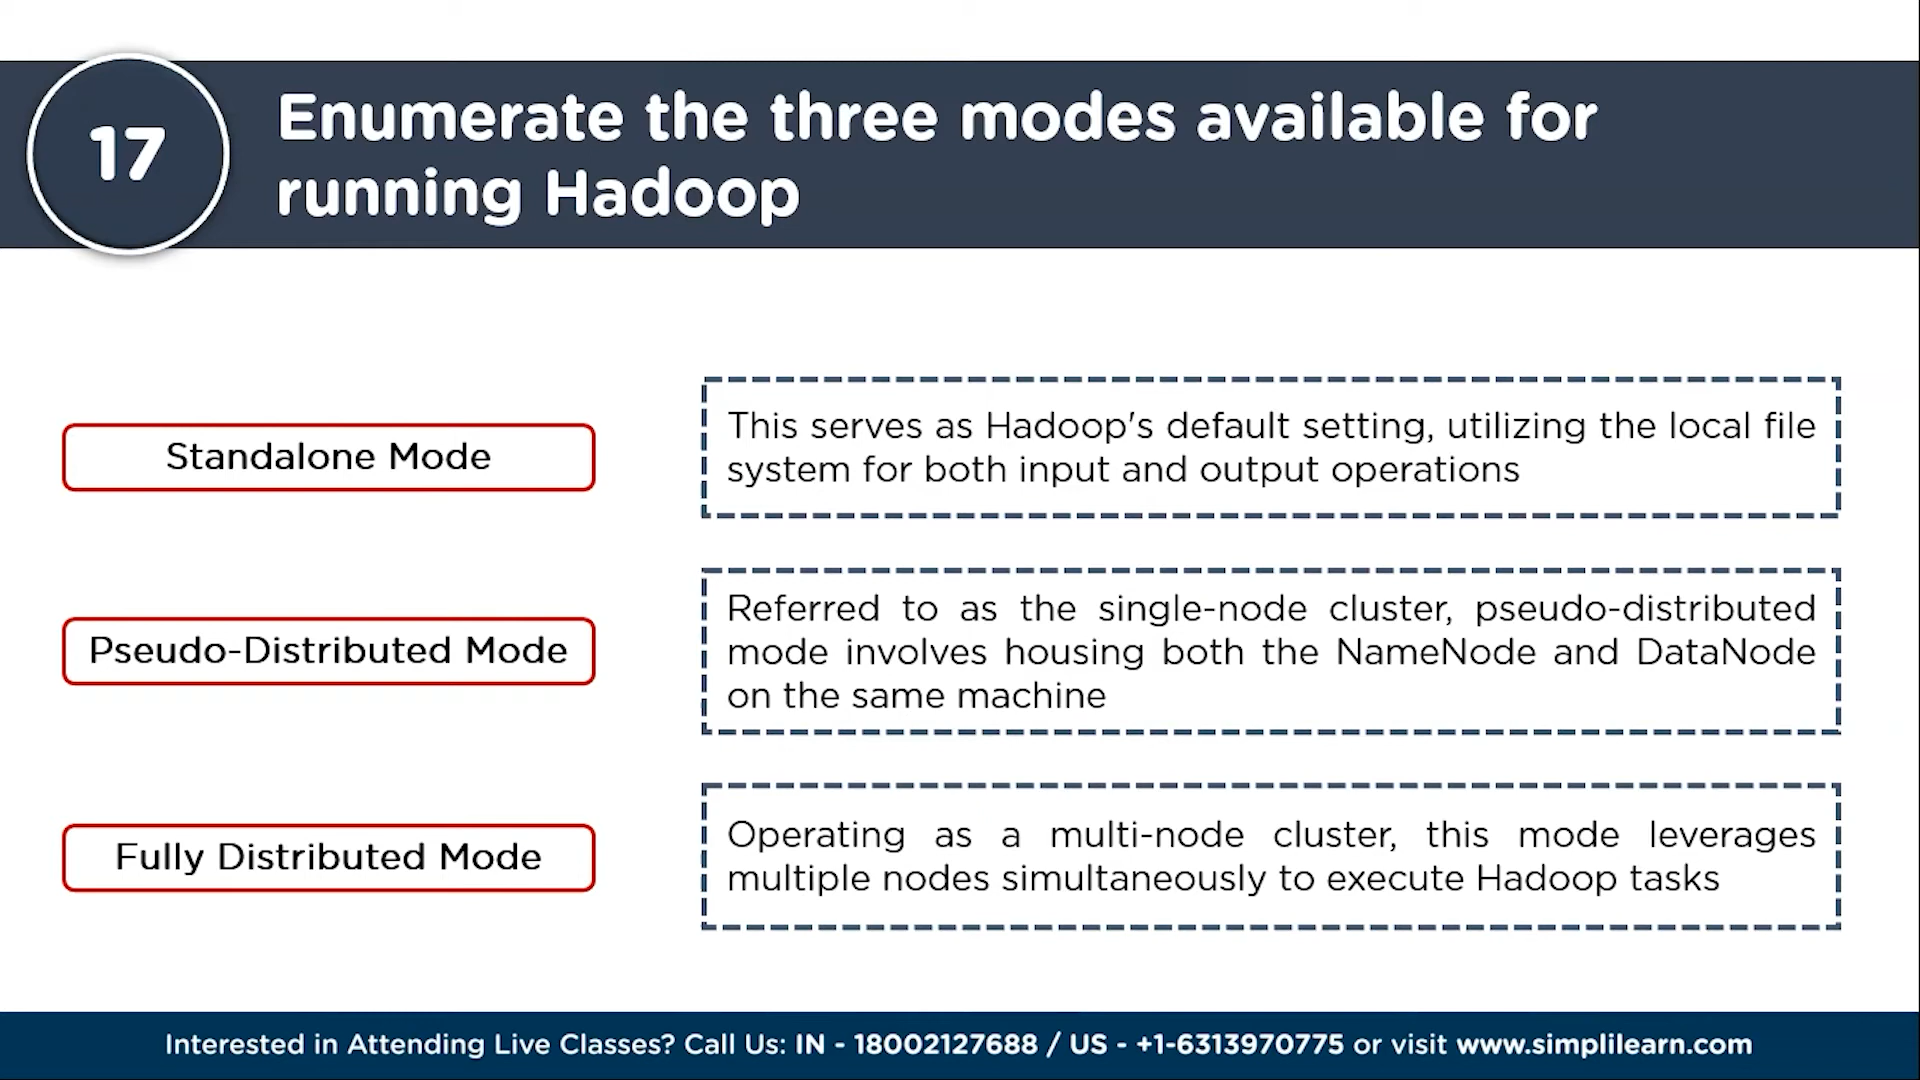 17
Enumerate the three modes available for
running Hadoop
Standalone Mode
This serves as Hadoop's default setting, utilizing the local file
system for both input and output operations
Pseudo-Distributed Mode
Referred to as the single-node cluster, pseudo-distributed
mode involves housing both the NameNode and DataNode
on the same machine
Fully Distributed Mode
Operating as a multi-node cluster, this mode leverages
multiple nodes simultaneously to execute Hadoop tasks
Interested in Attending Live Classes? Call Us: IN - 18002127688 / US - +1-6313970775 or visit www.simplilearn.com